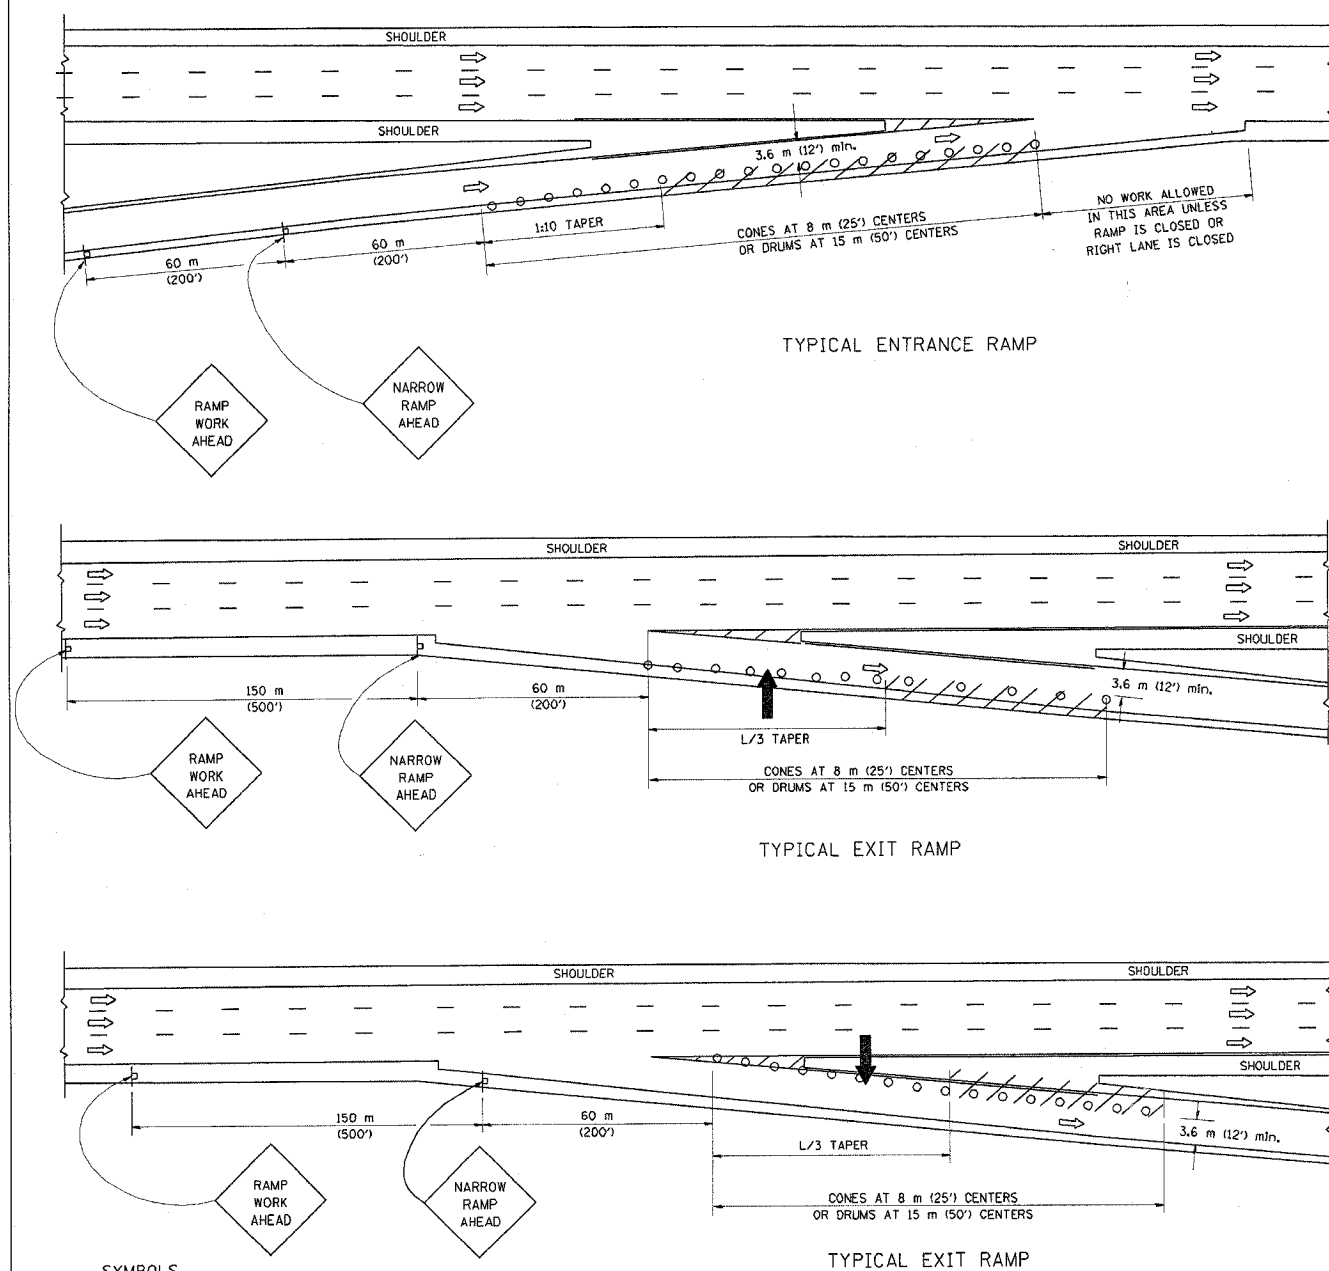 SHOULDER
SHOULDER
3.6 m (12') min.
1:10 TAPER
CONES AT 8 m (25') CENTERS
OR DRUMS AT 15 m (50') CENTERS
NO WORK ALLOWED
IN THIS AREA UNLESS
RAMP IS CLOSED OR
RIGHT LANE IS CLOSED
60 m
(200')
60 m
(200')
TYPICAL ENTRANCE RAMP
RAMP
WORK
AHEAD
NARROW
RAMP
AHEAD
SHOULDER
SHOULDER
SHOULDER
150 m
(500')
60 m
(200')
3.6 m (12') min.
L/3 TAPER
RAMP
WORK
AHEAD
NARROW
RAMP
AHEAD
CONES AT 8 m (25') CENTERS
OR DRUMS AT 15 m (50') CENTERS
TYPICAL EXIT RAMP
SHOULDER
SHOULDER
SHOULDER
150 m
(500')
60 m
(200')
3.6 m (12') min.
L/3 TAPER
RAMP
WORK
AHEAD
NARROW
RAMP
AHEAD
CONES AT 8 m (25') CENTERS
OR DRUMS AT 15 m (50') CENTERS
TYPICAL EXIT RAMP
SYMBOLS